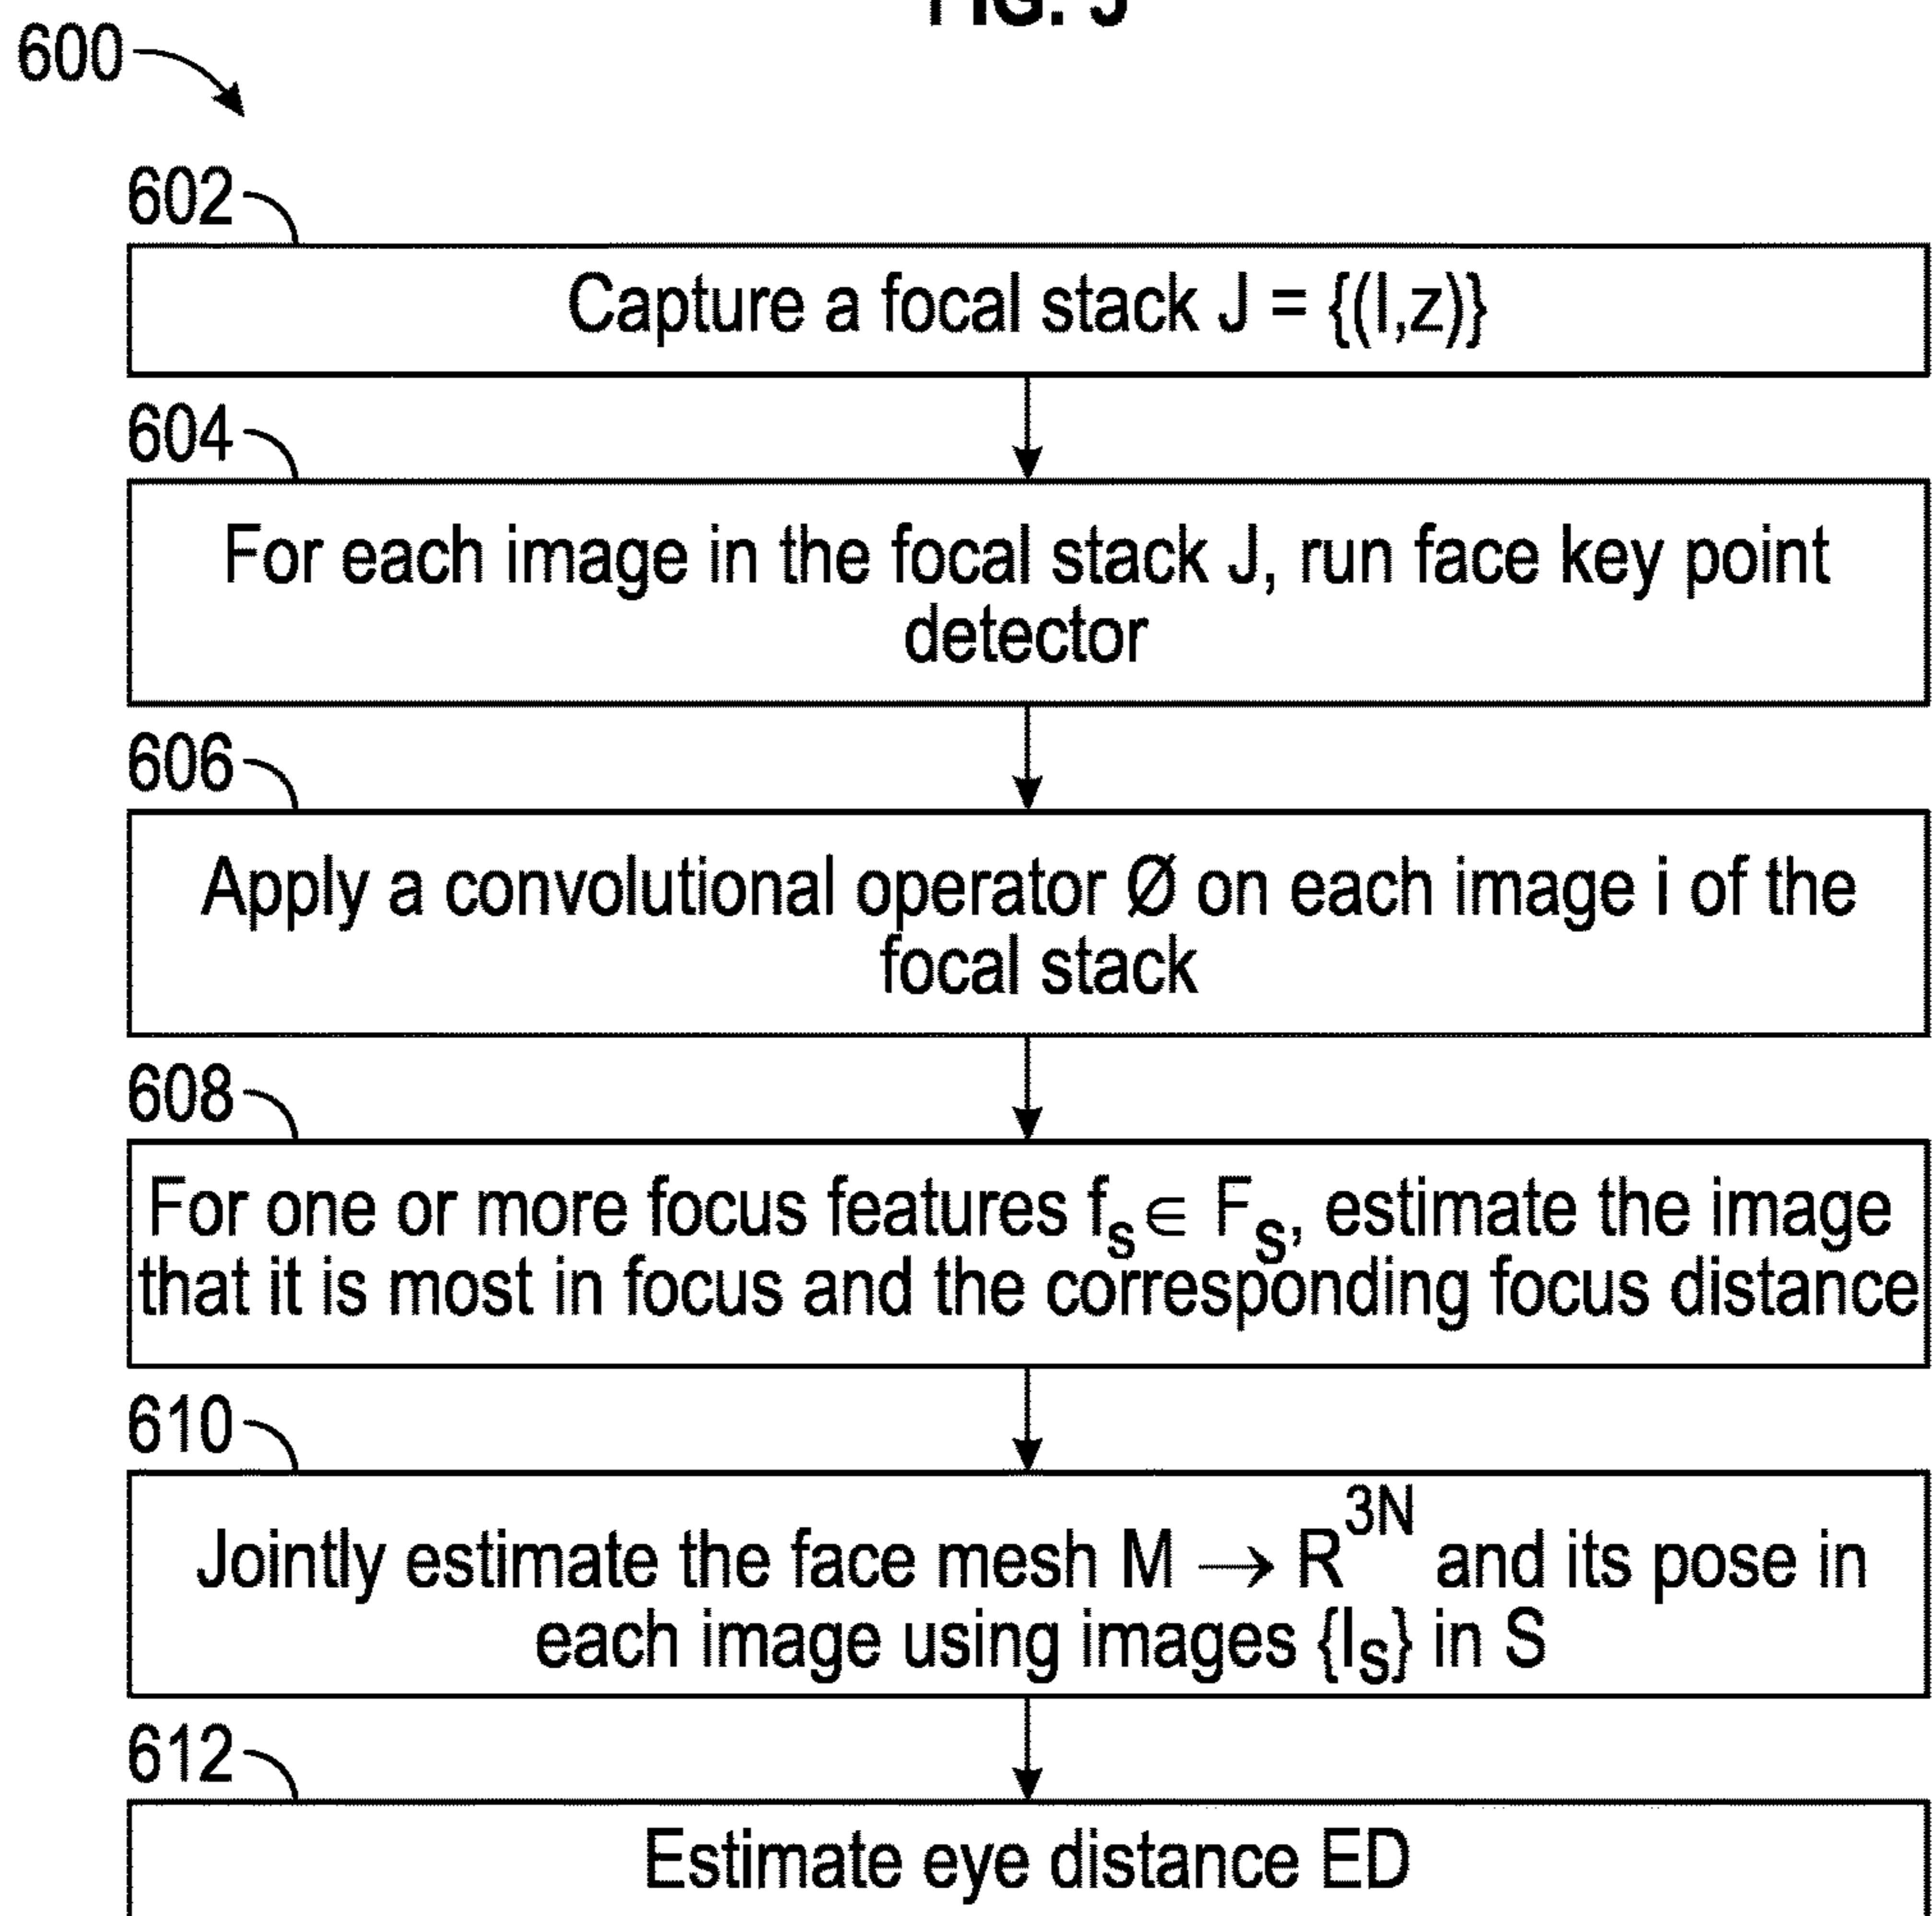 FIG. 5
600
602
Capture a focal stack J = {(I,z)}
604
For each image in the focal stack J, run face key point
detector
606
Apply a convolutional operator Ø on each image i of the
focal stack
608
For one or more focus features fₛ ∈ Fₛ, estimate the image
that it is most in focus and the corresponding focus distance
610
Jointly estimate the face mesh M → R³ᴺ and its pose in
each image using images {Iₛ} in S
612
Estimate eye distance ED